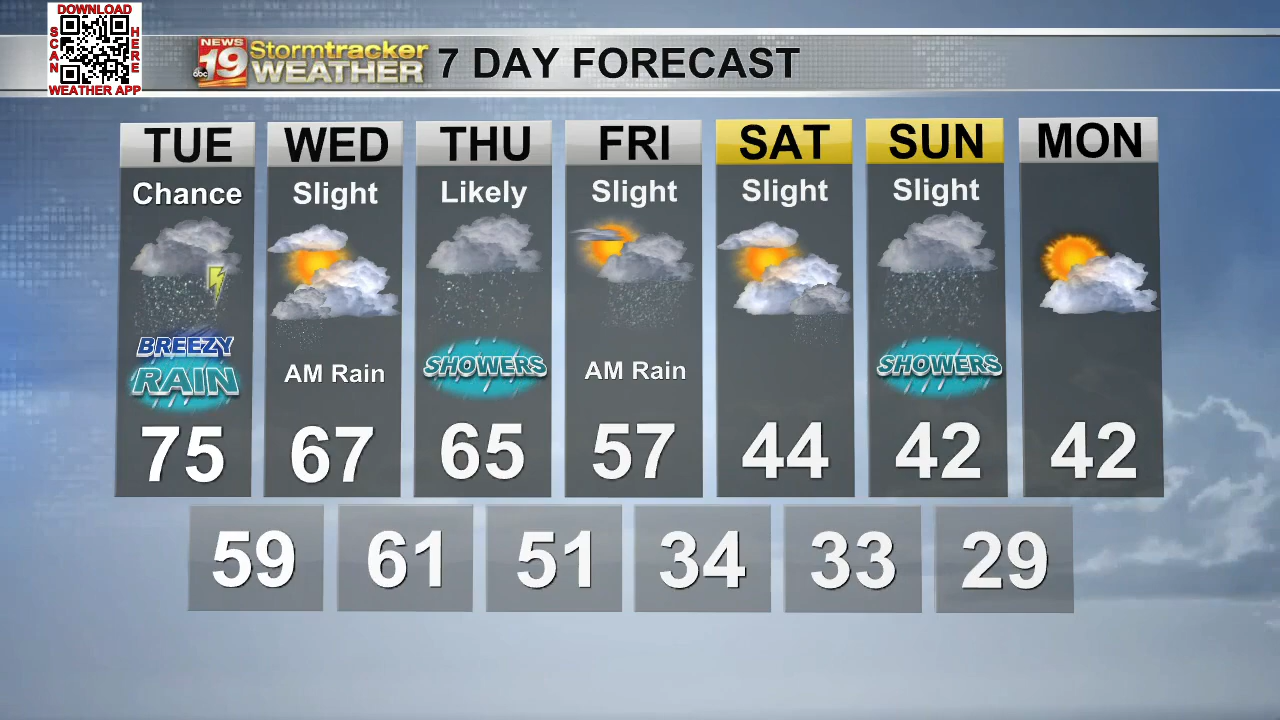 DOWNLOAD
SCAN
HERE
WEATHER APP
NEWS
abc 19
Stormtracker
WEATHER
7 DAY FORECAST
TUE WED THU FRI SAT SUN MON
Chance Slight Likely Slight Slight Slight
BREEZY
RAIN AM Rain SHOWERS AM Rain SHOWERS
75 67 65 57 44 42 42
59 61 51 34 33 29